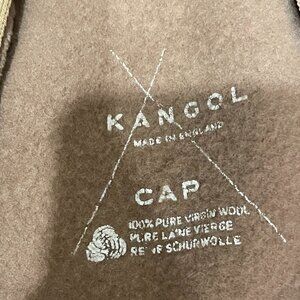 KANGOL
MADE IN ENGLAND
CAP
100% PURE VIRGIN WOOL
PURE LAINE VIERGE
REINE SCHURWOLLE